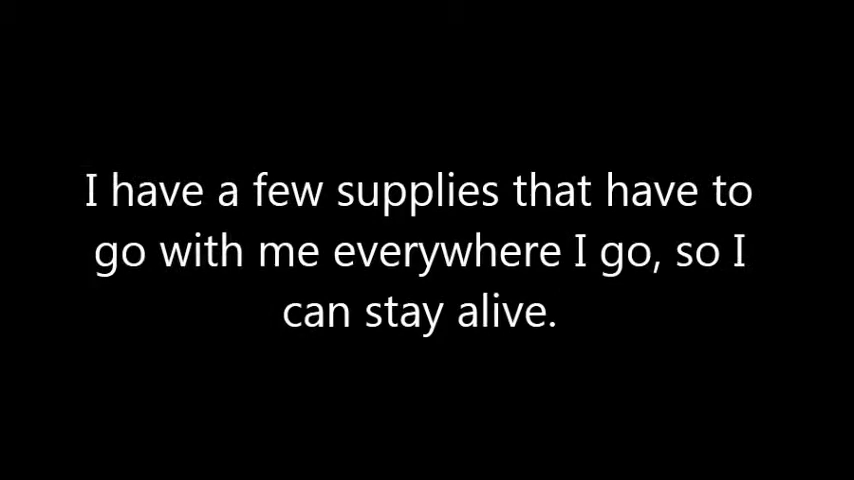 I have a few supplies that have to
go with me everywhere I go, so I
can stay alive.